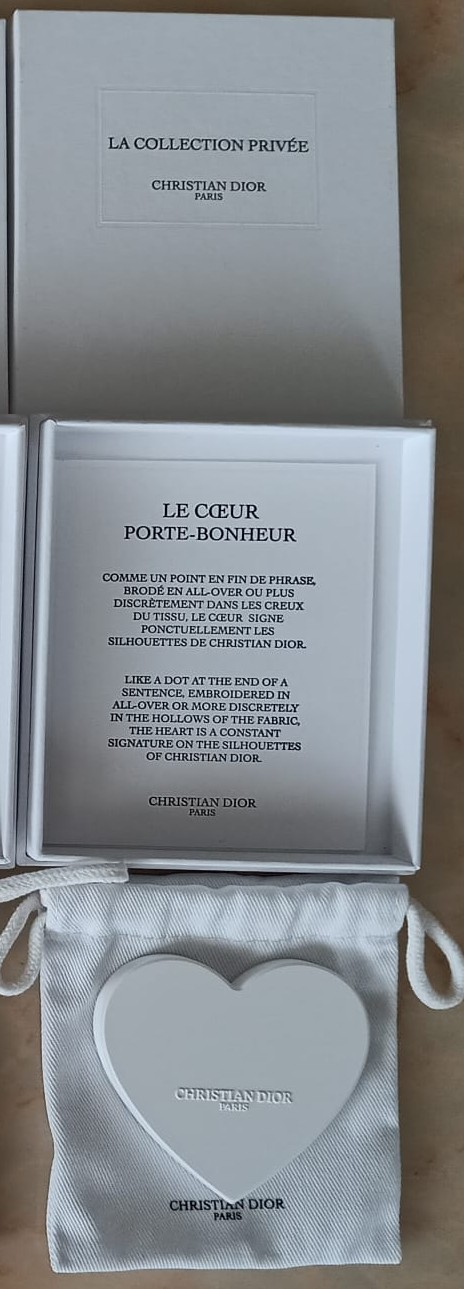 LA COLLECTION PRIVÉE
CHRISTIAN DIOR
PARIS
LE CŒUR
PORTE-BONHEUR
COMME UN POINT EN FIN DE PHRASE,
BRODÉ EN ALL-OVER OU PLUS
DISCRÈTEMENT DANS LES CREUX
DU TISSU, LE CŒUR SIGNE
PONCTUELLEMENT LES
SILHOUETTES DE CHRISTIAN DIOR.
LIKE A DOT AT THE END OF A
SENTENCE, EMBROIDERED IN
ALL-OVER OR MORE DISCRETELY
IN THE HOLLOWS OF THE FABRIC,
THE HEART IS A CONSTANT
SIGNATURE ON THE SILHOUETTES
OF CHRISTIAN DIOR.
CHRISTIAN DIOR
PARIS
CHRISTIAN DIOR
PARIS
CHRISTIAN DIOR
PARIS